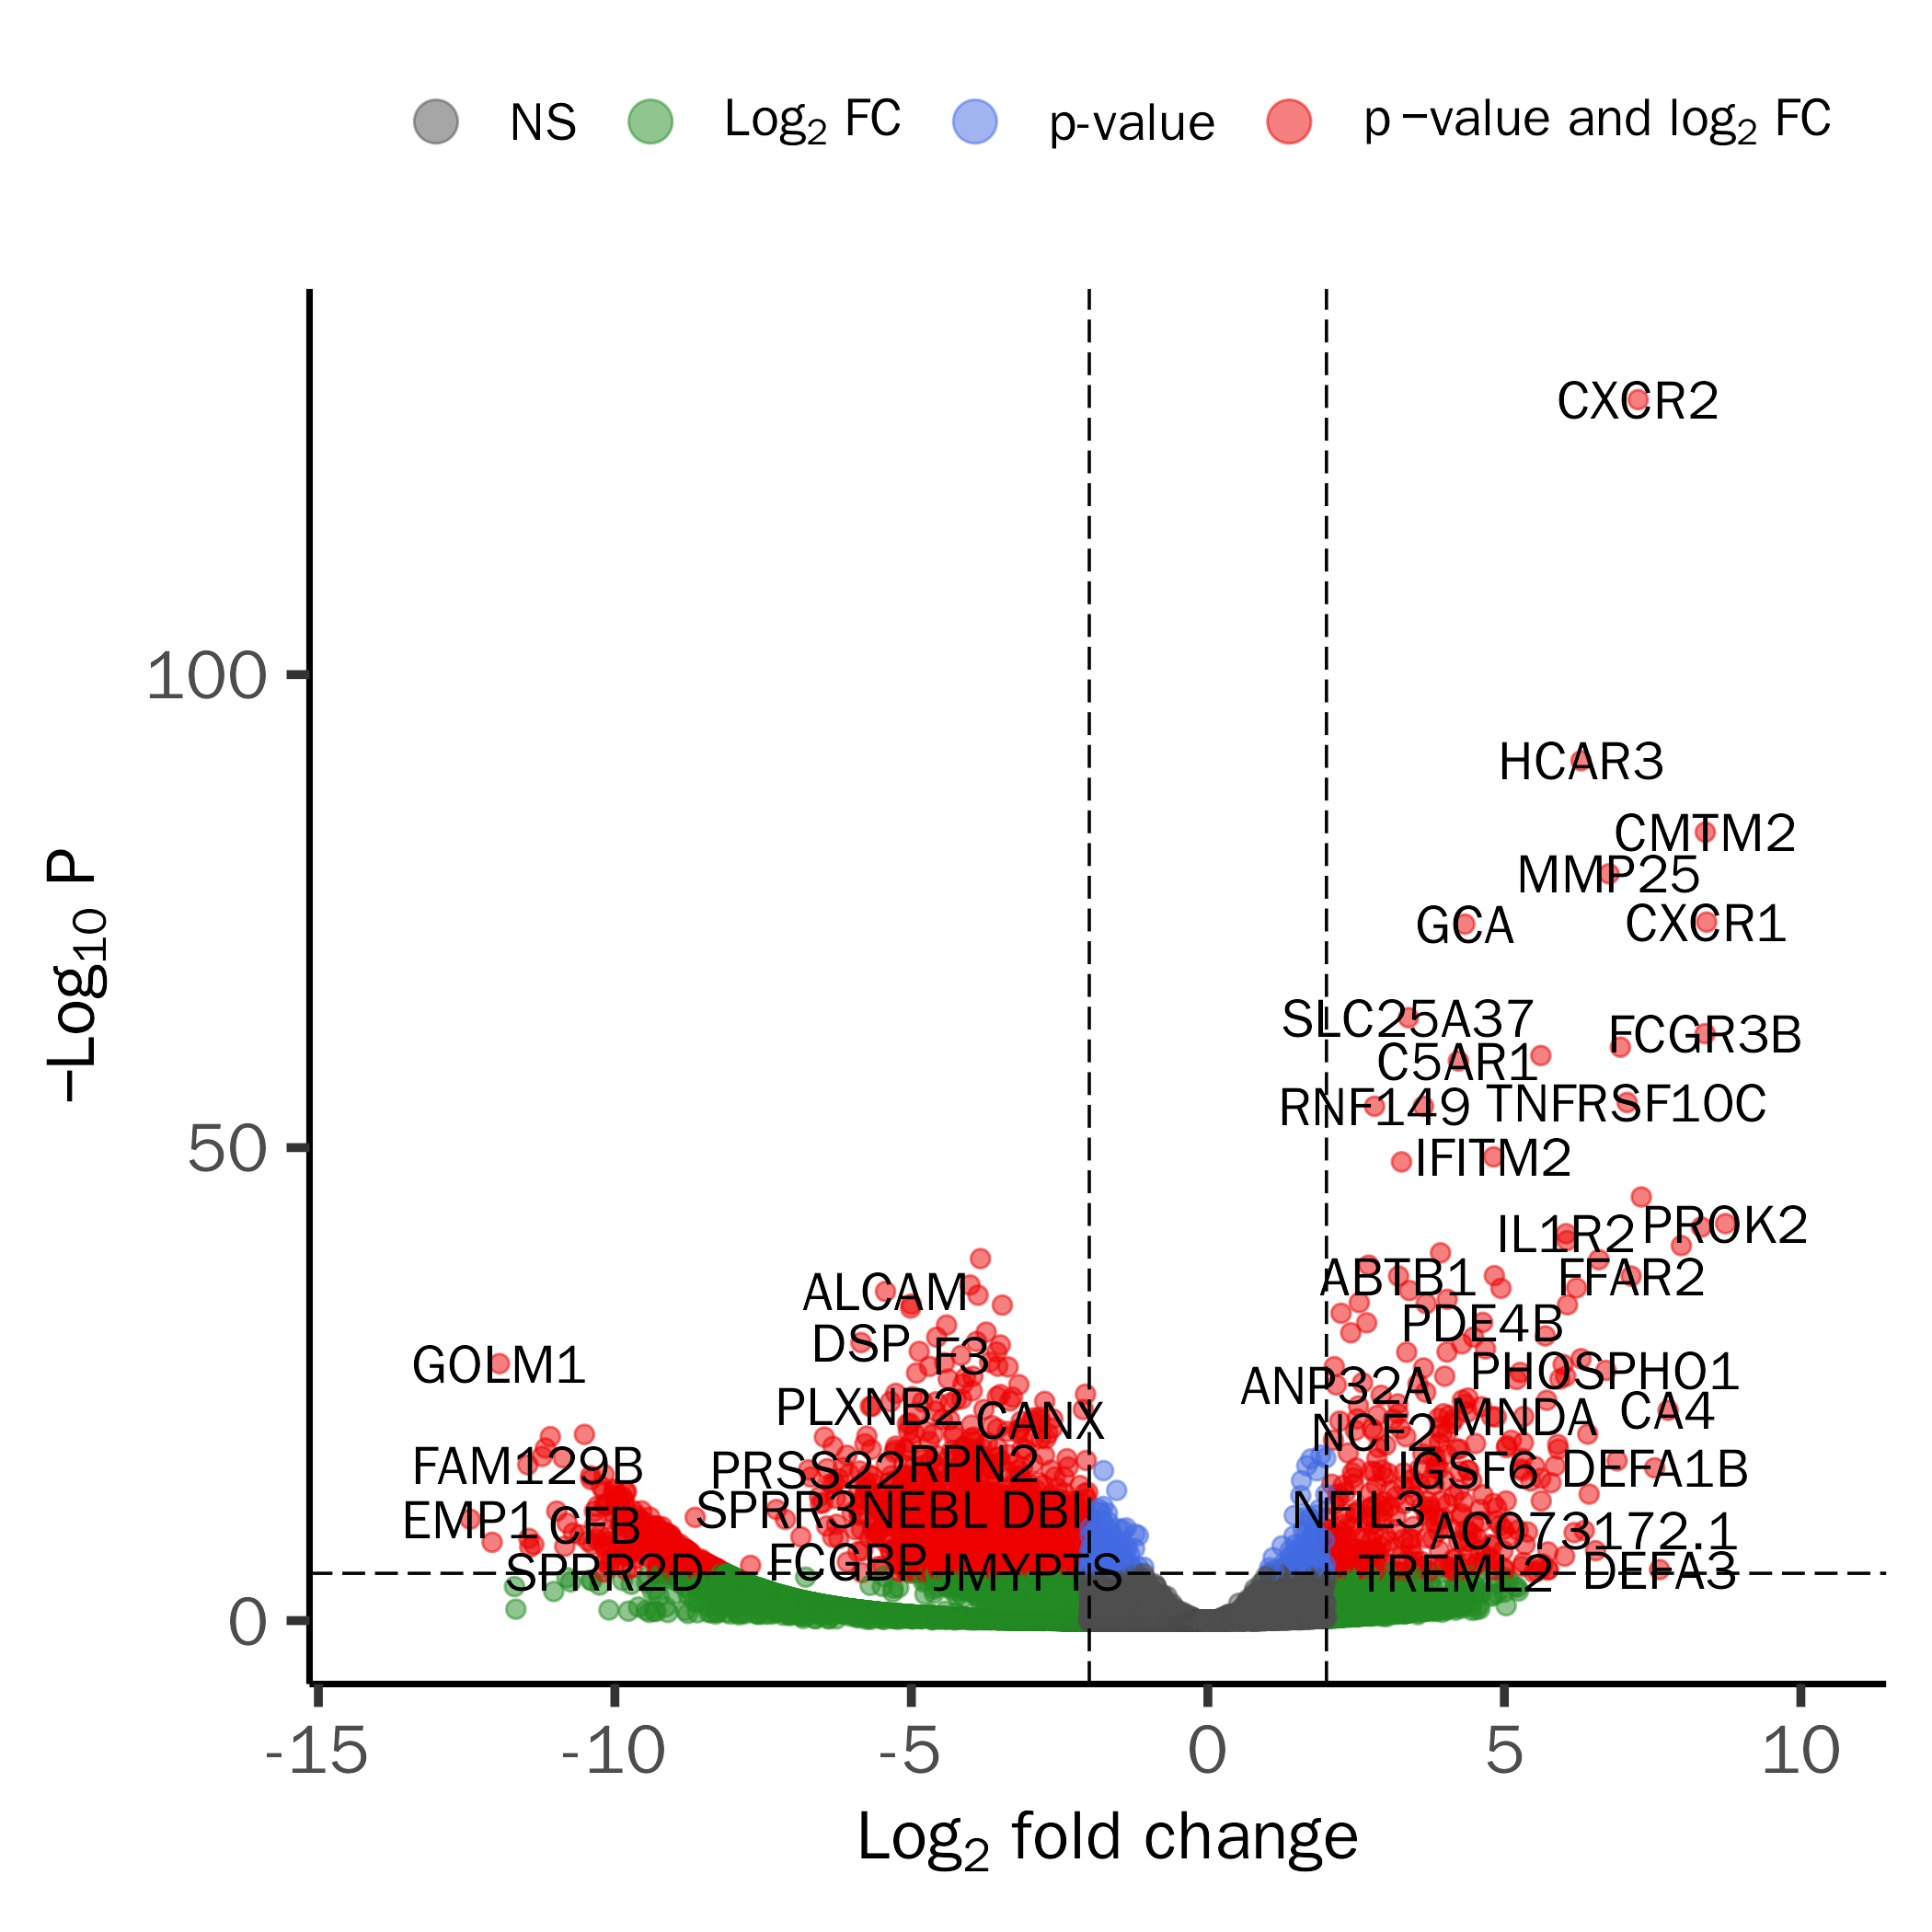 NS Log2 FC p-value p –value and log2 FC
CXCR2
100
HCAR3
CMTM2
MMP25
GCA CXCR1
SLC25A37 FCGR3B
C5AR1
RNF149 TNFRSF10C
50
IFITM2
IL1R2 PROK2
ALCAM ABTB1 FFAR2
DSP F3 PDE4B
GOLM1 PHOSPHO1
ANP32A
PLXNB2 CANX MNDA CA4
NCF2
FAM129B PRSS22 RPN2 IGSF6 DEFA1B
EMP1 CFB SPRR3 NEBL DBI NFIL3 AC073172.1
SPRR2D FCGBP JMYPTS TREML2 DEFA3
0
–Log10 P
-15 -10 -5 0 5 10
Log2 fold change